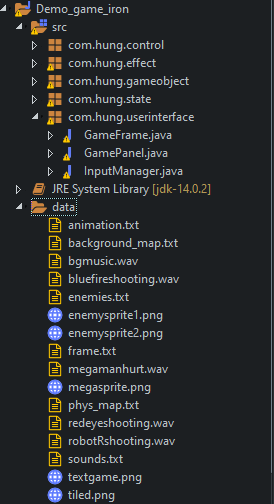 Demo_game_iron
src
com.hung.control
com.hung.effect
com.hung.gameobject
com.hung.state
com.hung.userinterface
GameFrame.java
GamePanel.java
InputManager.java
JRE System Library [jdk-14.0.2]
data
animation.txt
background_map.txt
bgmusic.wav
bluefireshooting.wav
enemies.txt
enemysprite1.png
enemysprite2.png
frame.txt
megamanhurt.wav
megasprite.png
phys_map.txt
redeyeshooting.wav
robotRshooting.wav
sounds.txt
textgame.png
tiled.png